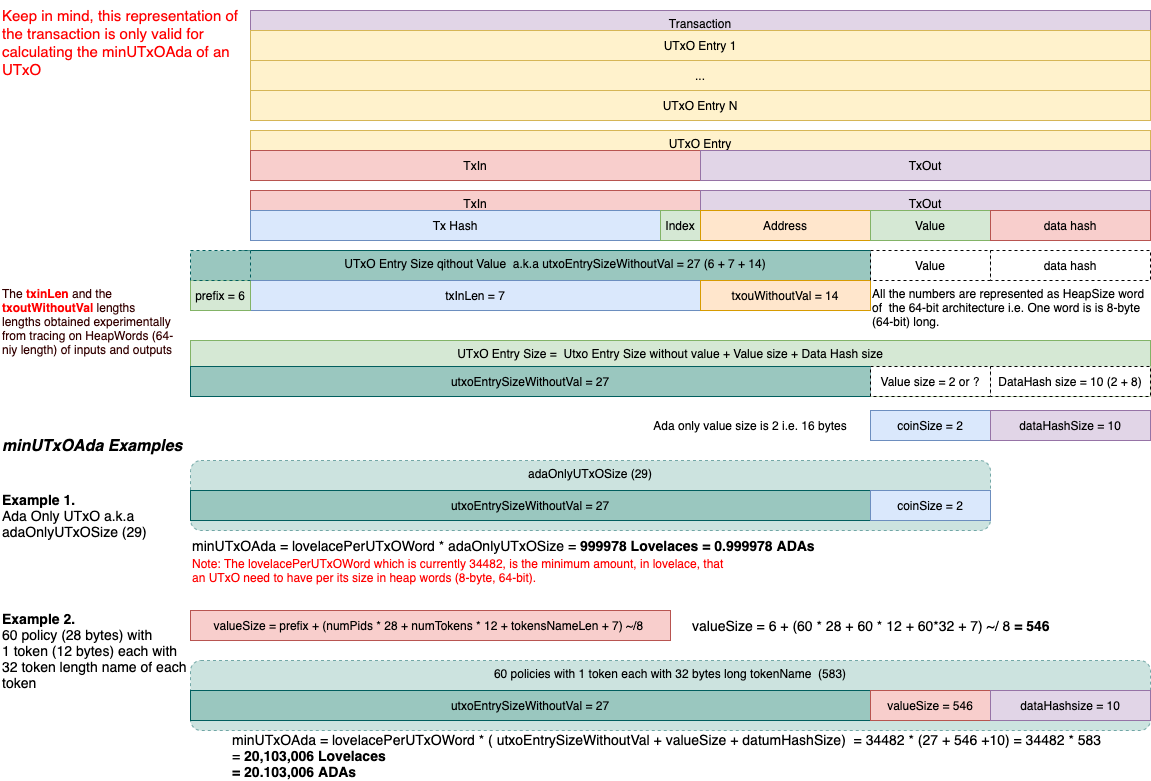 Keep in mind, this representation of
the transaction is only valid for
calculating the minUTxOAda of an
UTxO
Transaction
UTxO Entry 1
...
UTxO Entry N
UTxO Entry
TxIn TxOut
TxIn TxOut
Tx Hash Index Address Value data hash
UTxO Entry Size qithout Value a.k.a utxoEntrySizeWithoutVal = 27 (6 + 7 + 14) Value data hash
prefix = 6 txInLen = 7 txouWithoutVal = 14
The txinLen and the
txoutWithoutVal lengths
lengths obtained experimentally
from tracing on HeapWords (64-
niy length) of inputs and outputs
All the numbers are represented as HeapSize word
of the 64-bit architecture i.e. One word is is 8-byte
(64-bit) long.
UTxO Entry Size = Utxo Entry Size without value + Value size + Data Hash size
utxoEntrySizeWithoutVal = 27 Value size = 2 or ? DataHash size = 10 (2 + 8)
Ada only value size is 2 i.e. 16 bytes coinSize = 2 dataHashSize = 10
minUTxOAda Examples
adaOnlyUTxOSize (29)
Example 1.
Ada Only UTxO a.k.a
adaOnlyUTxOSize (29)
utxoEntrySizeWithoutVal = 27 coinSize = 2
minUTxOAda = lovelacePerUTxOWord * adaOnlyUTxOSize = 999978 Lovelaces = 0.999978 ADAs
Note: The lovelacePerUTxOWord which is currently 34482, is the minimum amount, in lovelace, that
an UTxO need to have per its size in heap words (8-byte, 64-bit).
Example 2.
60 policy (28 bytes) with
1 token (12 bytes) each with
32 token length name of each
token
valueSize = prefix + (numPids * 28 + numTokens * 12 + tokensNameLen + 7) ~/8
valueSize = 6 + (60 * 28 + 60 * 12 + 60*32 + 7) ~/ 8 = 546
60 policies with 1 token each with 32 bytes long tokenName (583)
utxoEntrySizeWithoutVal = 27 valueSize = 546 dataHashsize = 10
minUTxOAda = lovelacePerUTxOWord * ( utxoEntrySizeWithoutVal + valueSize + datumHashSize) = 34482 * (27 + 546 +10) = 34482 * 583
= 20,103,006 Lovelaces
= 20.103,006 ADAs